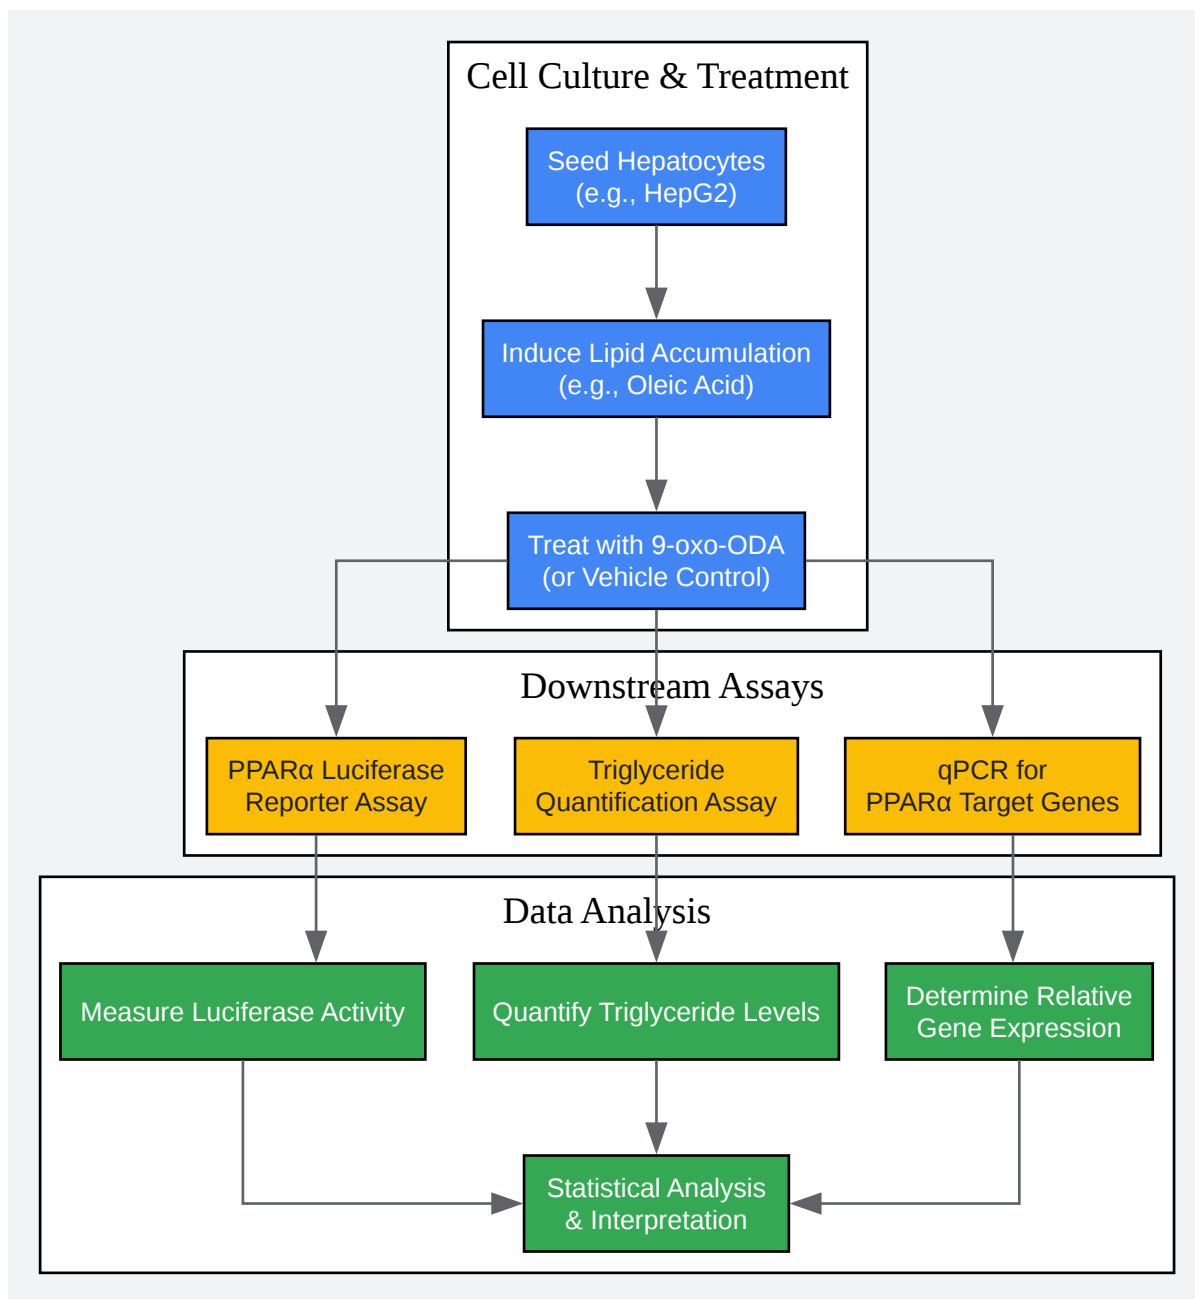 Cell Culture & Treatment
Seed Hepatocytes
(e.g., HepG2)
Induce Lipid Accumulation
(e.g., Oleic Acid)
Treat with 9-oxo-ODA
(or Vehicle Control)
Downstream Assays
PPARα Luciferase
Reporter Assay
Triglyceride
Quantification Assay
qPCR for
PPARα Target Genes
Data Analysis
Measure Luciferase Activity
Quantify Triglyceride Levels
Determine Relative
Gene Expression
Statistical Analysis
& Interpretation